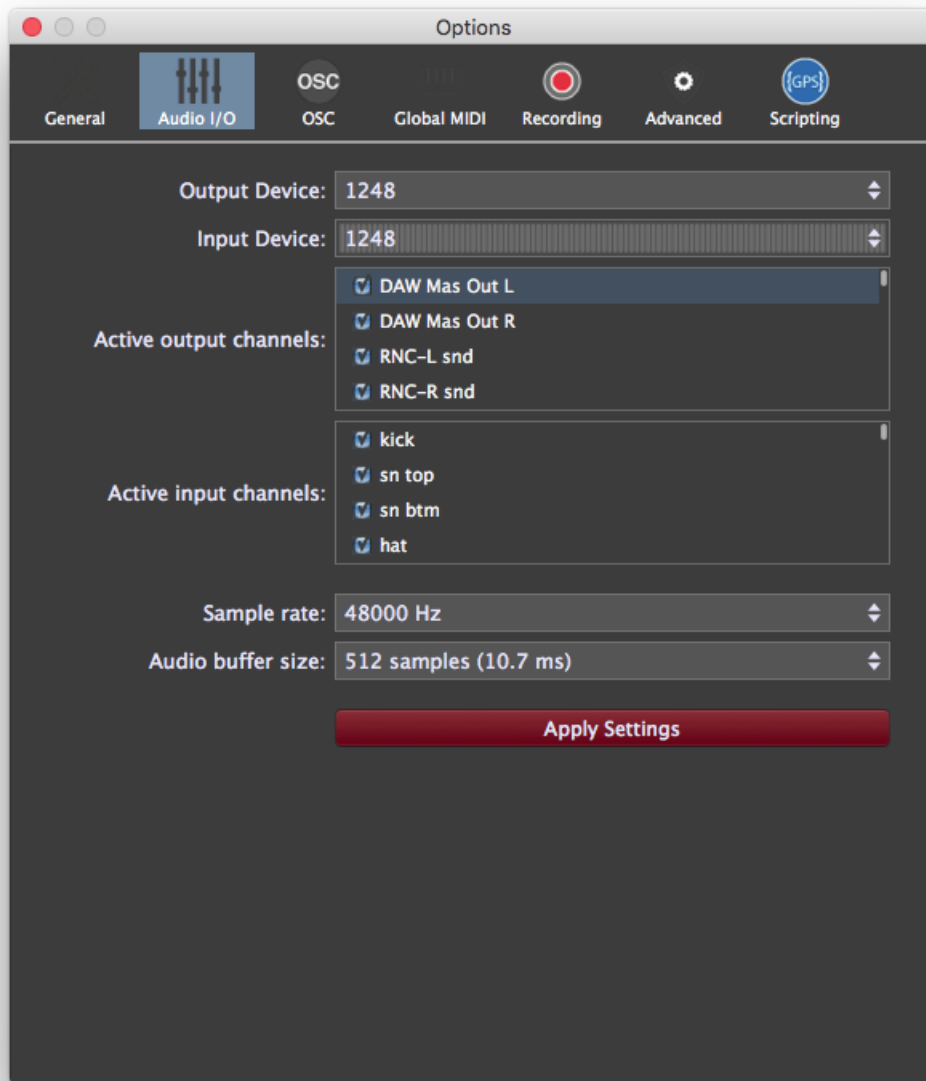 Options
OSC
{GPS}
General Audio I/O OSC Global MIDI Recording Advanced Scripting
Output Device: 1248
Input Device: 1248
Active output channels:
DAW Mas Out L
DAW Mas Out R
RNC-L snd
RNC-R snd
Active input channels:
kick
sn top
sn btm
hat
Sample rate: 48000 Hz
Audio buffer size: 512 samples (10.7 ms)
Apply Settings